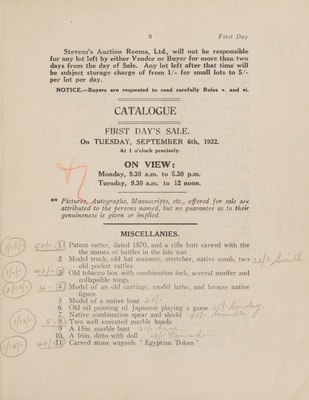 8 First Day
Stevens's Auction Rooms, Ltd., will not be responsible
for any lot left by either Vendor or Buyer for more than two
days from the day of Sale. Any lot left after that time will
be subject storage charge of from 1/- for small lots to 5/-
per lot per day.
NOTICE.—Buyers are requested to read carefully Rules v. and vi.
CATALOGUE
FIRST DAY'S SALE.
On TUESDAY, SEPTEMBER 6th, 1932.
At 1 o'clock precisely.
ON VIEW:
Monday, 9.30 a.m. to 5.30 p.m.
Tuesday, 9.30 a.m. to 12 noon.
** Pictures, Autographs, Manuscripts, etc., offered for sale are
attributed to the persons named, but no guarantee as to their
genuineness is given or implied.
MISCELLANIES.
1 Patent cutter, dated 1870, and a rifle butt carved with the
the names of battles in the late war
2 Model truck, old hat measure, stretcher, native comb, two
old pocket rattles
3 Old tobacco box with combination lock, several snuffer and
collapsible tongs
4 Model of an old carriage, model lathe, and bronze native
figure
5 Model of a native boat
6 Old oil painting of Japanese playing a game
7 Native combination spear and shield
8 Two well executed marble hands
9 A 15in. marble bust
10 A 16in. ditto with doll
11 Carved stone wayside "Egyptian Token"